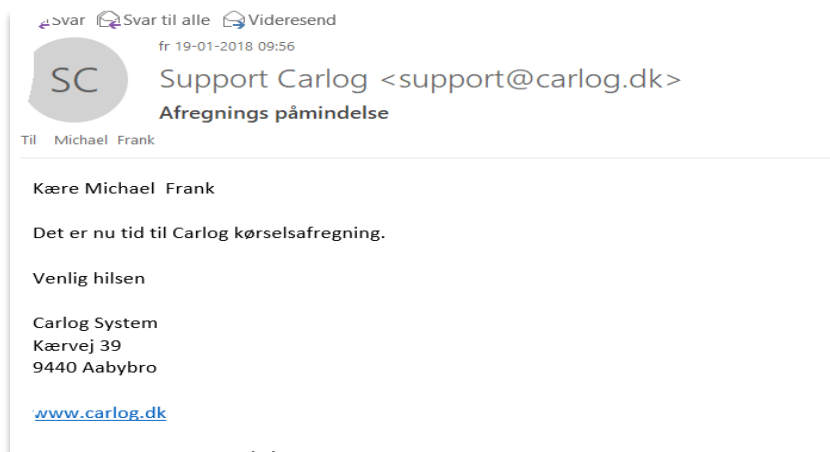 Svar Svar til alle Videresend
fr 19-01-2018 09:56
SC
Support Carlog <support@carlog.dk>
Afregnings påmindelse
Til Michael Frank
Kære Michael Frank
Det er nu tid til Carlog kørselsafregning.
Venlig hilsen
Carlog System
Kærvej 39
9440 Aabybro
www.carlog.dk